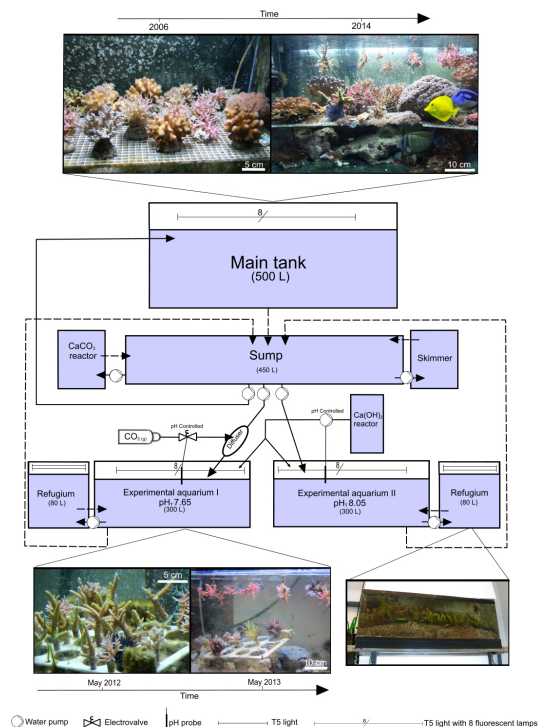 Time
2006
2014
5 cm
10 cm
8
Main tank
(500 L)
CaCO₃
reactor
Sump
(450 L)
Skimmer
pH Controlled
CO₂₍g₎
Diffuser
pH Controlled
Ca(OH)₂
reactor
8
8
Refugium
(80 L)
Experimental aquarium I
pHT 7.65
(300 L)
Experimental aquarium II
pHT 8.05
(300 L)
Refugium
(80 L)
5 cm
10 cm
May 2012
May 2013
Time
Water pump
Electrovalve
pH probe
T5 light
8
T5 light with 8 fluorescent lamps